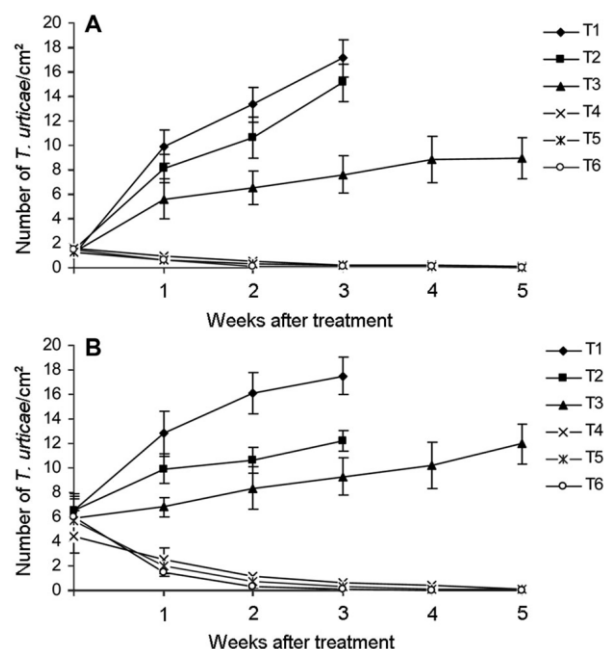 A
20
18
16
14
12
10
8
6
4
2
0
Number of T. urticae/cm²
1 2 3 4 5
Weeks after treatment
T1
T2
T3
T4
T5
T6
B
20
18
16
14
12
10
8
6
4
2
0
Number of T. urticae/cm²
1 2 3 4 5
Weeks after treatment
T1
T2
T3
T4
T5
T6